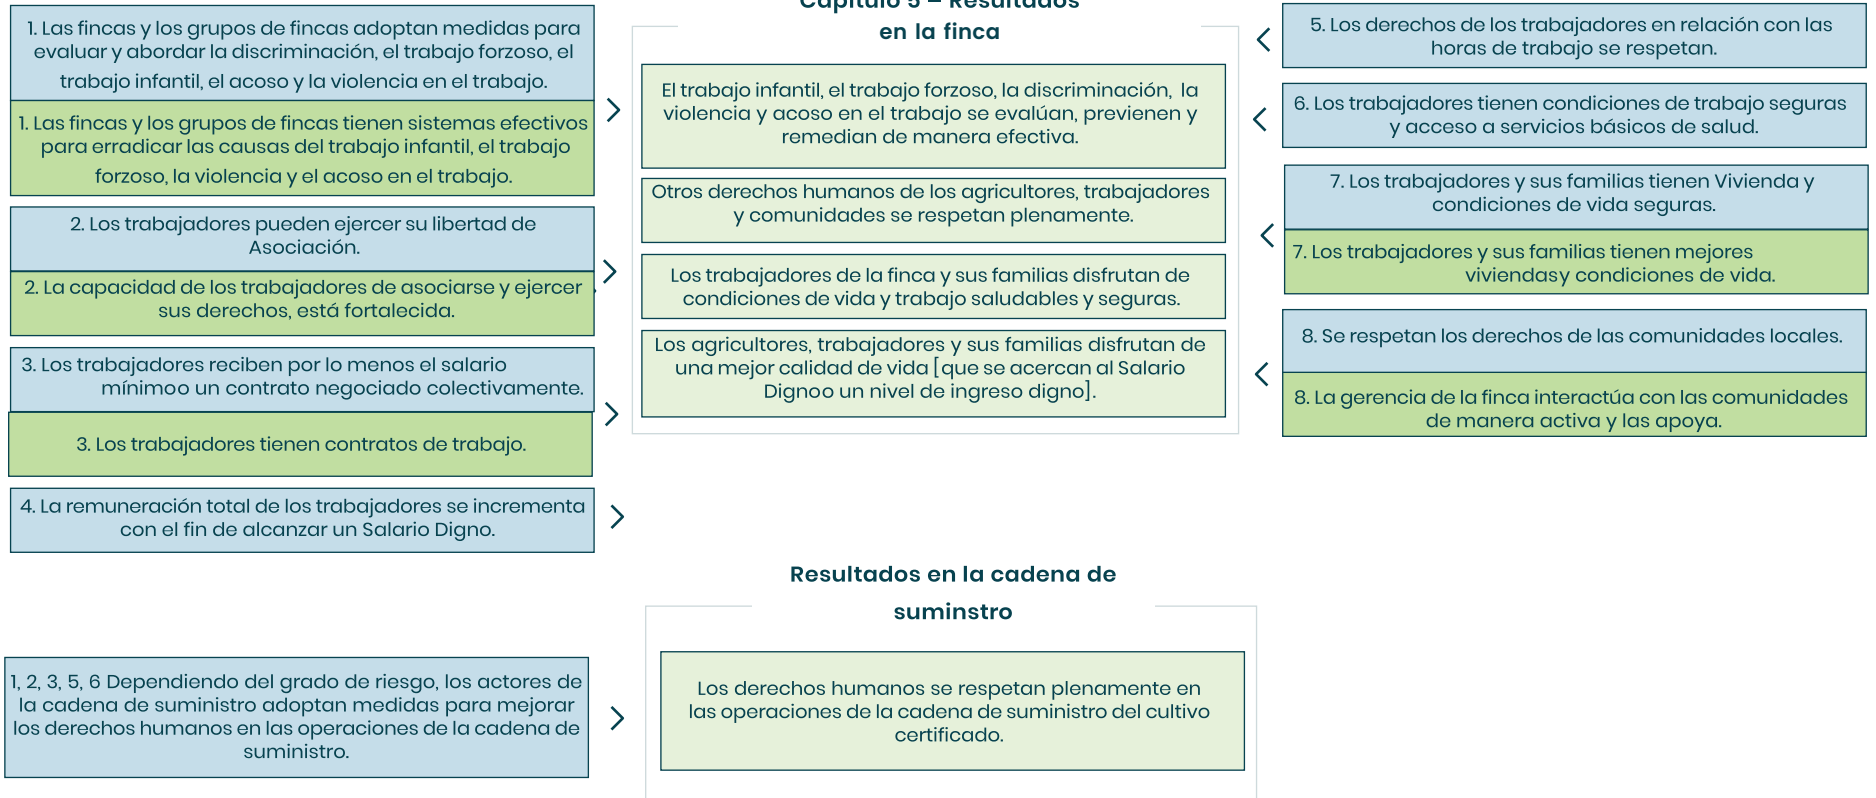 1. Las fincas y los grupos de fincas adoptan medidas para
evaluar y abordar la discriminación, el trabajo forzoso, el
trabajo infantil, el acoso y la violencia en el trabajo.
1. Las fincas y los grupos de fincas tienen sistemas efectivos
para erradicar las causas del trabajo infantil, el trabajo
forzoso, la violencia y el acoso en el trabajo.
2. Los trabajadores pueden ejercer su libertad de
Asociación.
2. La capacidad de los trabajadores de asociarse y ejercer
sus derechos, está fortalecida.
3. Los trabajadores reciben por lo menos el salario
mínimoo un contrato negociado colectivamente.
3. Los trabajadores tienen contratos de trabajo.
4. La remuneración total de los trabajadores se incrementa
con el fin de alcanzar un Salario Digno.
Capítulo 5 – Resultados
en la finca
El trabajo infantil, el trabajo forzoso, la discriminación, la
violencia y acoso en el trabajo se evalúan, previenen y
remedian de manera efectiva.
Otros derechos humanos de los agricultores, trabajadores
y comunidades se respetan plenamente.
Los trabajadores de la finca y sus familias disfrutan de
condiciones de vida y trabajo saludables y seguras.
Los agricultores, trabajadores y sus familias disfrutan de
una mejor calidad de vida [que se acercan al Salario
Dignoo un nivel de ingreso digno].
5. Los derechos de los trabajadores en relación con las
horas de trabajo se respetan.
6. Los trabajadores tienen condiciones de trabajo seguras
y acceso a servicios básicos de salud.
7. Los trabajadores y sus familias tienen Vivienda y
condiciones de vida seguras.
7. Los trabajadores y sus familias tienen mejores
viviendasy condiciones de vida.
8. Se respetan los derechos de las comunidades locales.
8. La gerencia de la finca interactúa con las comunidades
de manera activa y las apoya.
Resultados en la cadena de
suminstro
1, 2, 3, 5, 6 Dependiendo del grado de riesgo, los actores de
la cadena de suministro adoptan medidas para mejorar
los derechos humanos en las operaciones de la cadena de
suministro.
Los derechos humanos se respetan plenamente en
las operaciones de la cadena de suministro del cultivo
certificado.